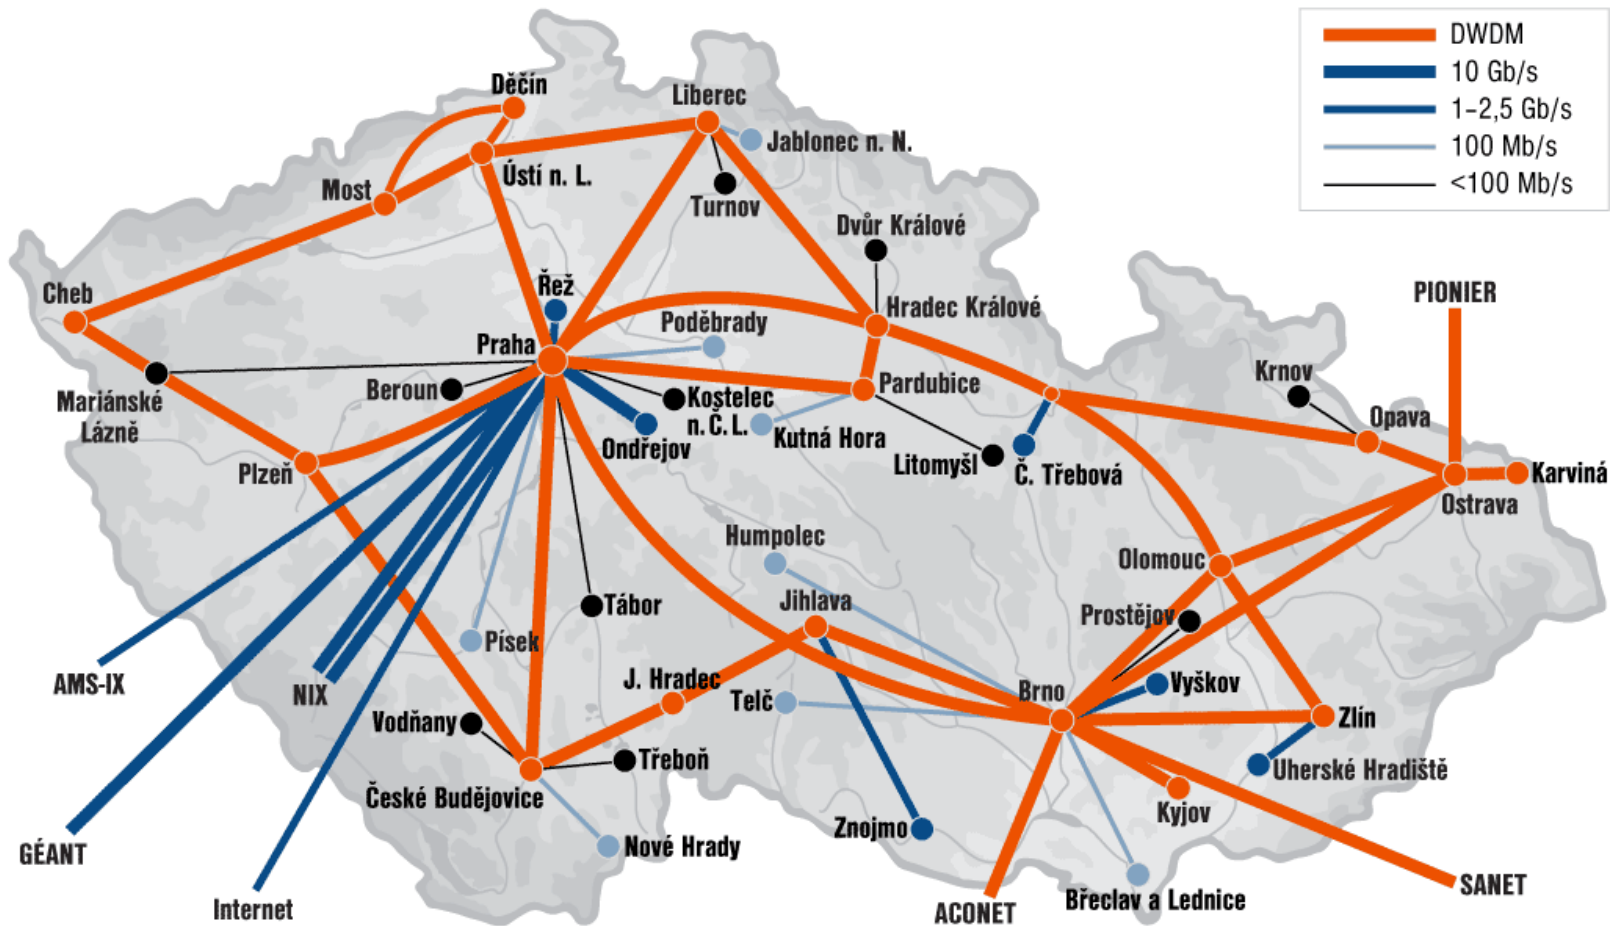 DWDM
10 Gb/s
1–2,5 Gb/s
100 Mb/s
<100 Mb/s
Děčín
Liberec
Jablonec n. N.
Ústí n. L.
Most
Turnov
Dvůr Králové
Cheb
Řež
Hradec Králové
PIONIER
Poděbrady
Praha
Krnov
Mariánské
Lázně
Beroun
Kostelec
n. Č. L.
Pardubice
Opava
Ondřejov
Kutná Hora
Litomyšl
Č. Třebová
Plzeň
Karviná
Ostrava
Humpolec
Olomouc
Jihlava
Tábor
Prostějov
Písek
AMS-IX
NIX
J. Hradec
Telč
Brno
Vyškov
Zlín
Vodňany
Třeboň
Uherské Hradiště
České Budějovice
Kyjov
Znojmo
Nové Hrady
GÉANT
Internet
ACONET
Břeclav a Lednice
SANET